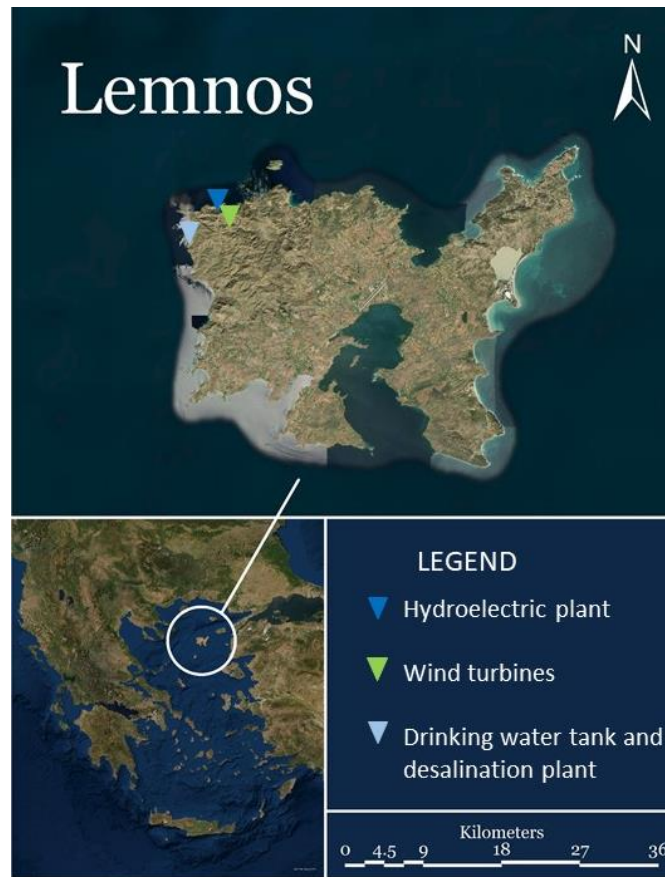 Lemnos
N
LEGEND
Hydroelectric plant
Wind turbines
Drinking water tank and
desalination plant
Kilometers
0 4.5 9 18 27 36